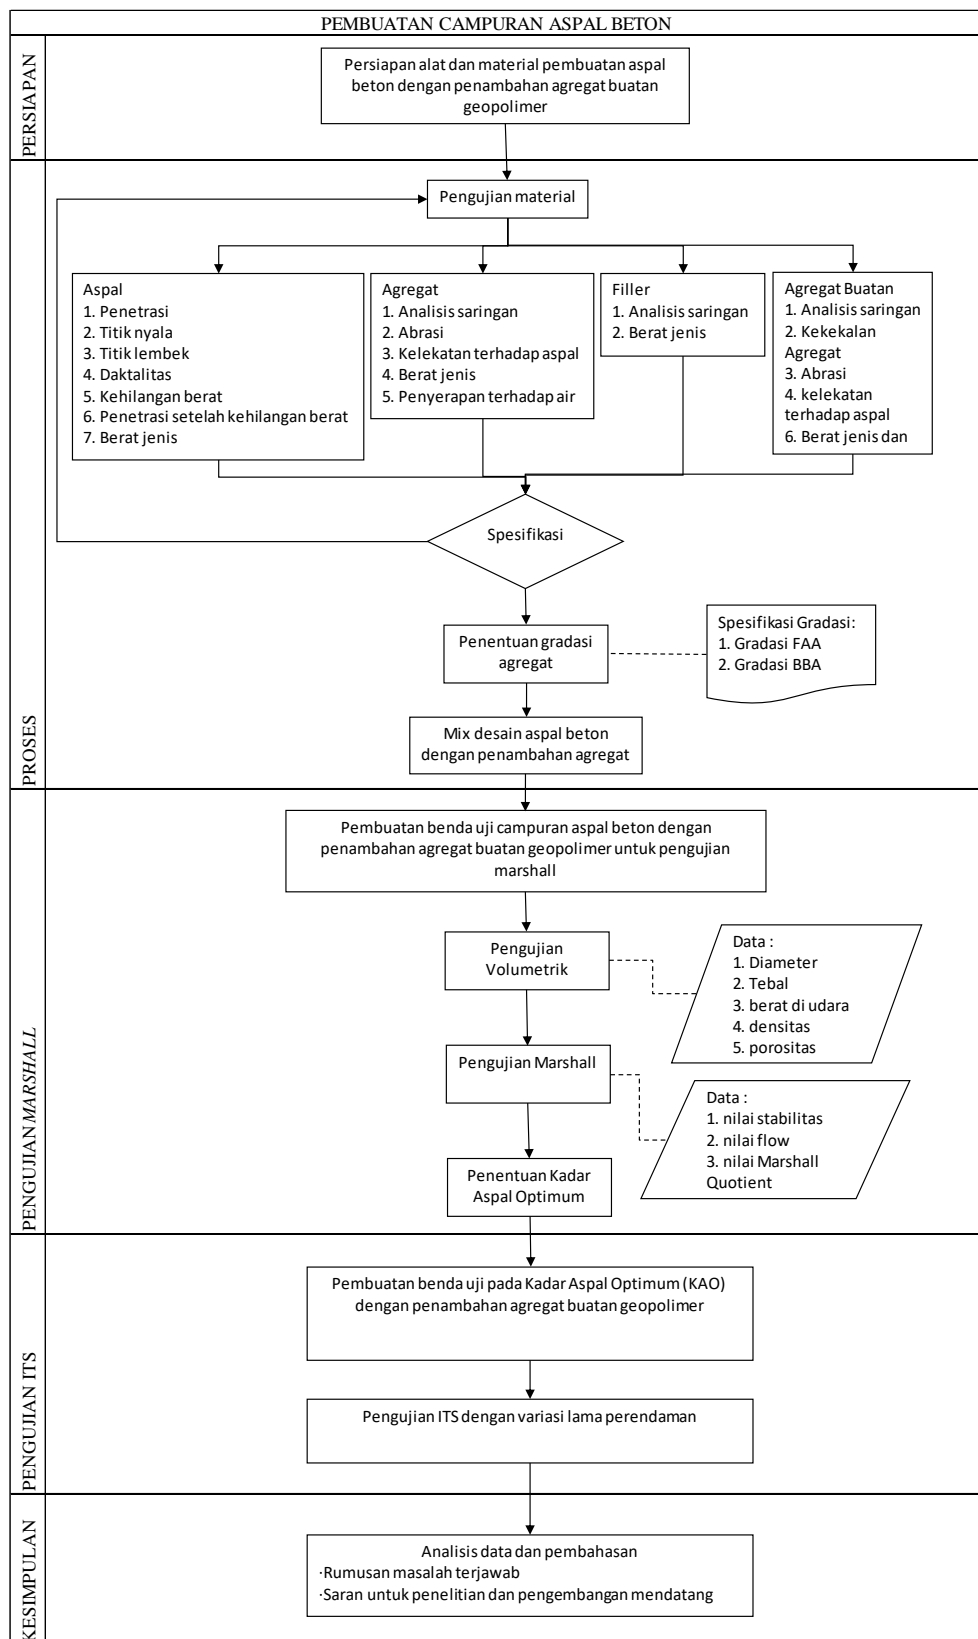 PEMBUATAN CAMPURAN ASPAL BETON
PERSIAPAN
Persiapan alat dan material pembuatan aspal
beton dengan penambahan agregat buatan
geopolimer
PROSES
Pengujian material
Aspal
1. Penetrasi
2. Titik nyala
3. Titik lembek
4. Daktalitas
5. Kehilangan berat
6. Penetrasi setelah kehilangan berat
7. Berat jenis
Agregat
1. Analisis saringan
2. Abrasi
3. Kelekatan terhadap aspal
4. Berat jenis
5. Penyerapan terhadap air
Filler
1. Analisis saringan
2. Berat jenis
Agregat Buatan
1. Analisis saringan
2. Kekekalan
Agregat
3. Abrasi
4. kelekatan
terhadap aspal
6. Berat jenis dan
Spesifikasi
Penentuan gradasi
agregat
Spesifikasi Gradasi:
1. Gradasi FAA
2. Gradasi BBA
Mix desain aspal beton
dengan penambahan agregat
PENGUJIAN MARSHALL
Pembuatan benda uji campuran aspal beton dengan
penambahan agregat buatan geopolimer untuk pengujian
marshall
Pengujian
Volumetrik
Data :
1. Diameter
2. Tebal
3. berat di udara
4. densitas
5. porositas
Pengujian Marshall
Data :
1. nilai stabilitas
2. nilai flow
3. nilai Marshall
Quotient
Penentuan Kadar
Aspal Optimum
PENGUJIAN ITS
Pembuatan benda uji pada Kadar Aspal Optimum (KAO)
dengan penambahan agregat buatan geopolimer
Pengujian ITS dengan variasi lama perendaman
KESIMPULAN
Analisis data dan pembahasan
·Rumusan masalah terjawab
·Saran untuk penelitian dan pengembangan mendatang